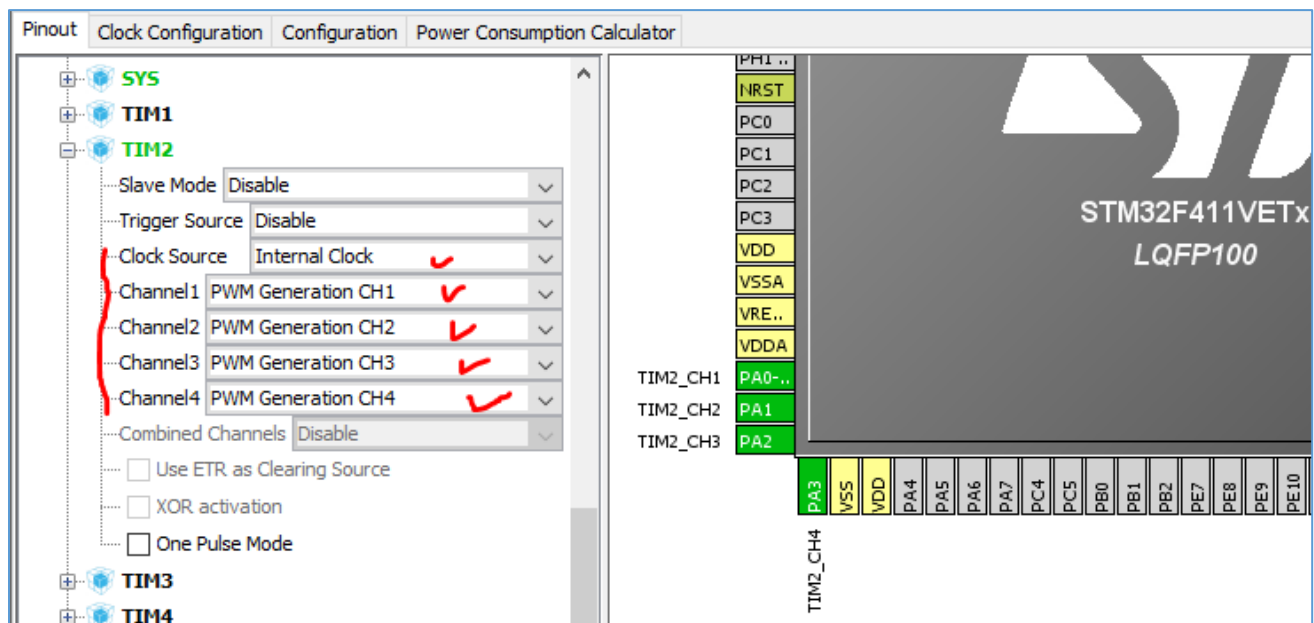 Pinout Clock Configuration Configuration Power Consumption Calculator
SYS
TIM1
TIM2
Slave Mode Disable
Trigger Source Disable
Clock Source Internal Clock
Channel1 PWM Generation CH1
Channel2 PWM Generation CH2
Channel3 PWM Generation CH3
Channel4 PWM Generation CH4
Combined Channels Disable
Use ETR as Clearing Source
XOR activation
One Pulse Mode
TIM3
TIM4
PH1 ..
NRST
PC0
PC1
PC2
PC3
VDD
VSSA
VRE..
VDDA
TIM2_CH1 PA0-..
TIM2_CH2 PA1
TIM2_CH3 PA2
STM32F411VETx
LQFP100
PA3
VSS
VDD
PA4
PA5
PA6
PA7
PC4
PC5
PB0
PB1
PB2
PE7
PE8
PE9
PE10
TIM2_CH4